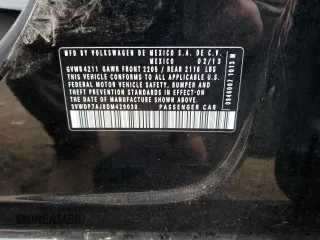 MFD BY VOLKSWAGEN DE MEXICO S.A. DE C.V.
MEXICO 02/13
GVWR 4211 GAWR FRONT 2205 / REAR 2116 LBS
THIS VEHICLE CONFORMS TO ALL APPLICABLE U.S.
FEDERAL MOTOR VEHICLE SAFETY, BUMPER, AND
THEFT PREVENTION STANDARDS IN EFFECT ON THE
DATE OF MANUFACTURE SHOWN ABOVE.
3VWDP7AJ8DM429030 PASSENGER CAR